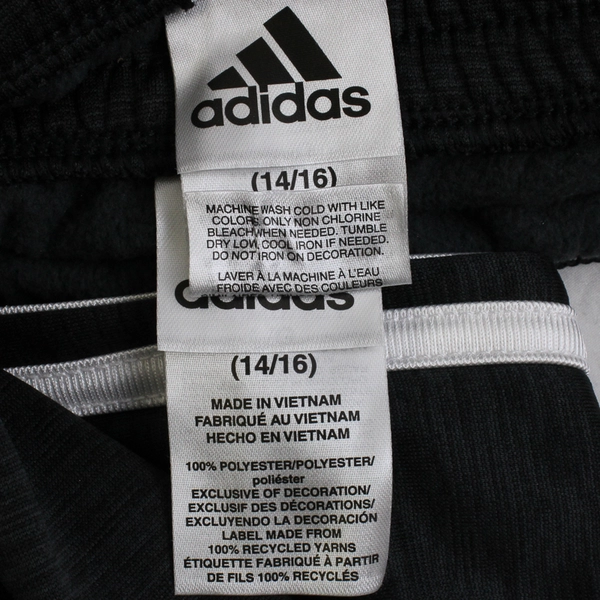 adidas
(14/16)
MACHINE WASH COLD WITH LIKE
COLORS ONLY NON CHLORINE
BLEACH WHEN NEEDED. TUMBLE
DRY LOW, COOL IRON IF NEEDED.
DO NOT IRON ON DECORATION.
LAVER À LA MACHINE À L'EAU
FROIDE AVEC DES COULEURS
adidas
(14/16)
MADE IN VIETNAM
FABRIQUÉ AU VIETNAM
HECHO EN VIETNAM
100% POLYESTER/POLYESTER/
poliéster
EXCLUSIVE OF DECORATION/
EXCLUSIF DES DÉCORATIONS/
EXCLUYENDO LA DECORACIÓN
LABEL MADE FROM
100% RECYCLED YARNS
ÉTIQUETTE FABRIQUÉE À PARTIR
DE FILS 100% RECYCLÉS